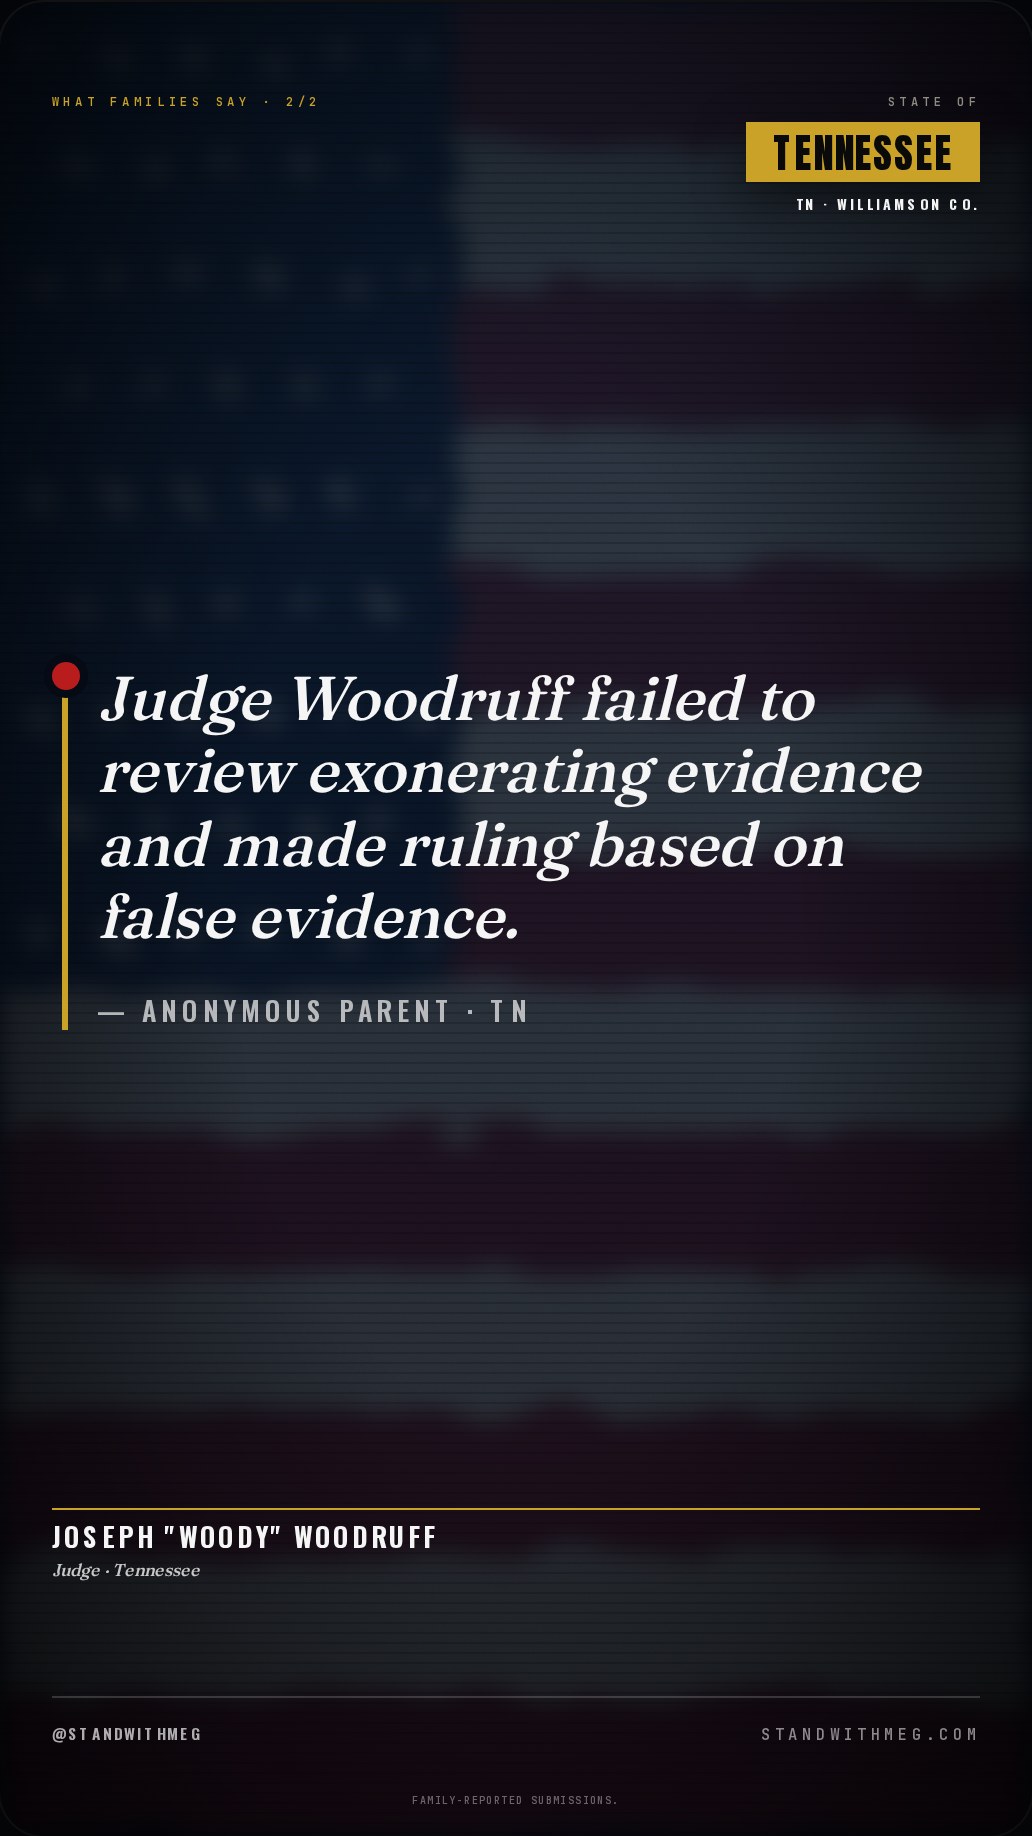 WHAT FAMILIES SAY · 2/2
STATE OF
TENNESSEE
TN · WILLIAMSON CO.
Judge Woodruff failed to
review exonerating evidence
and made ruling based on
false evidence.
— ANONYMOUS PARENT · TN
JOSEPH "WOODY" WOODRUFF
Judge · Tennessee
@STANDWITHMEG
STANDWITHMEG.COM
FAMILY-REPORTED SUBMISSIONS.